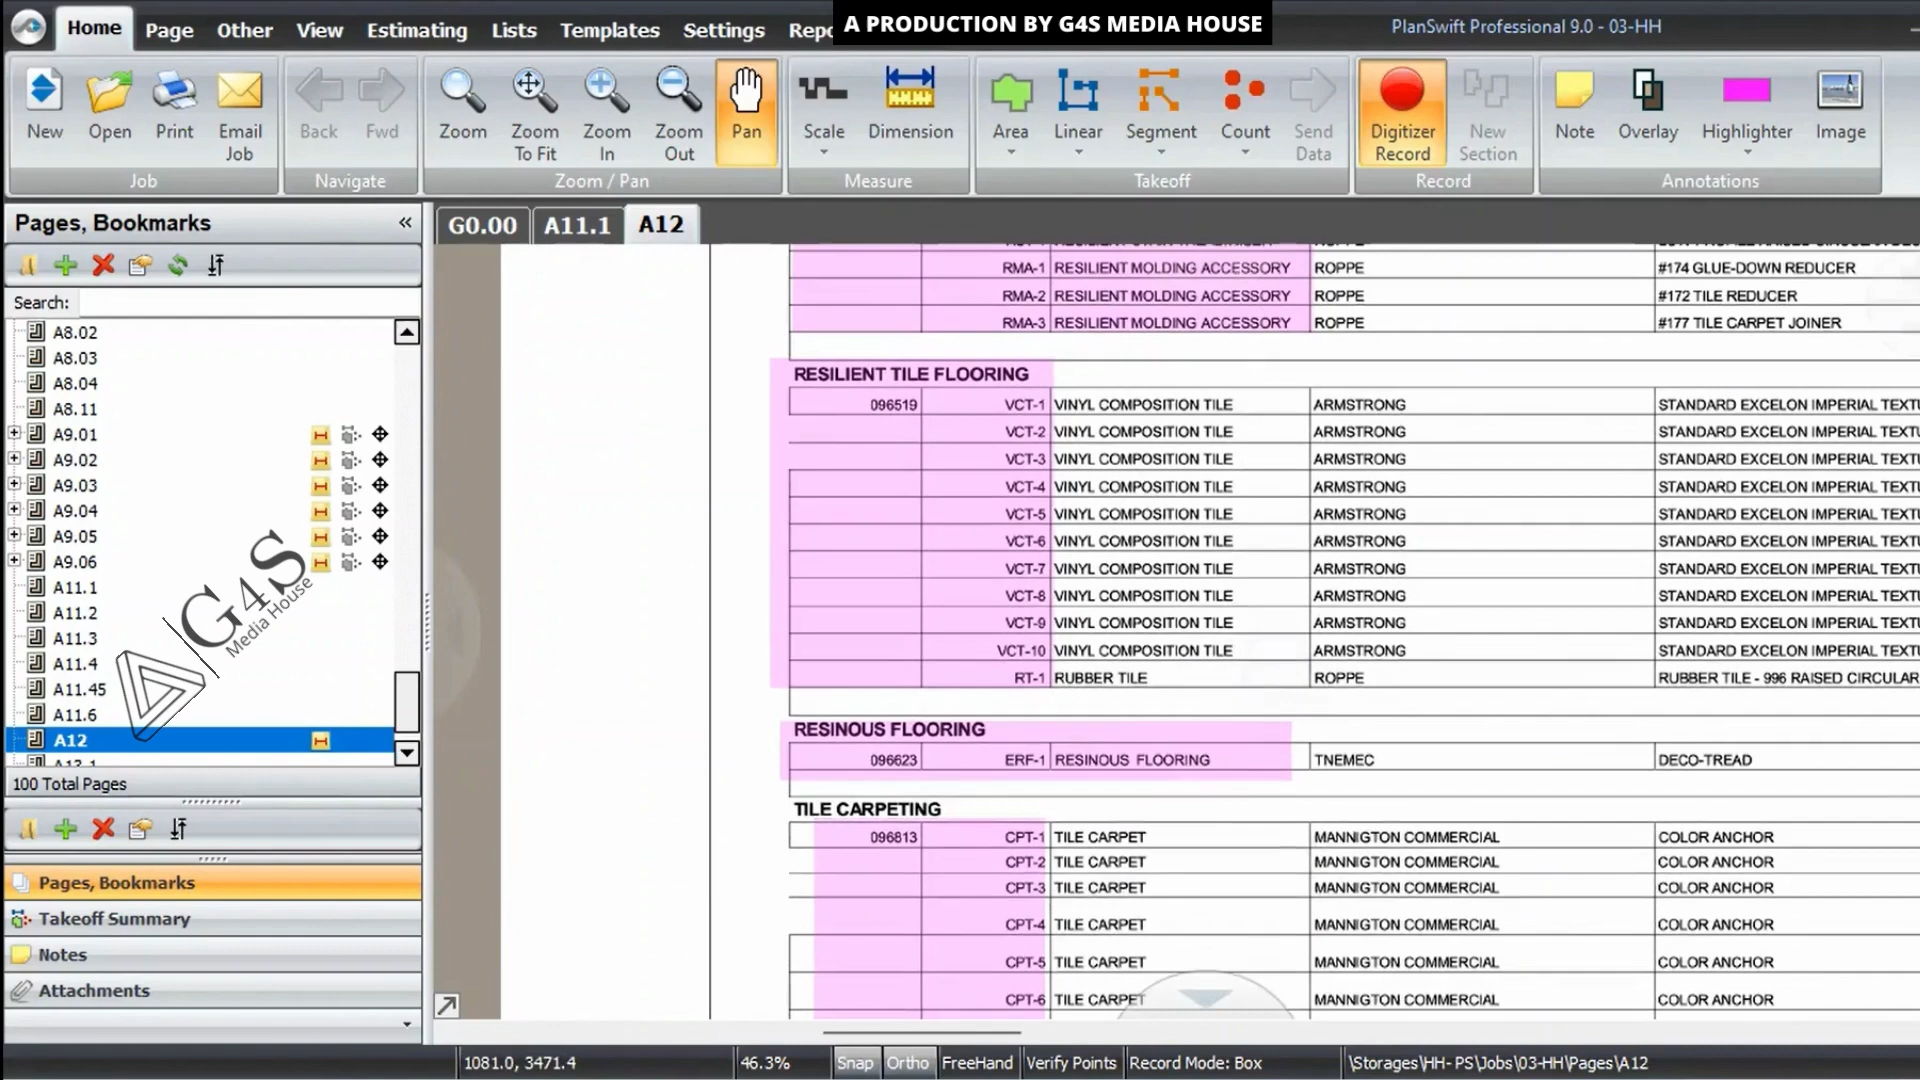 A PRODUCTION BY G4S MEDIA HOUSE
PlanSwift Professional 9.0 - 03-HH
Home Page Other View Estimating Lists Templates Settings
New Open Print Email Job
Back Fwd
Zoom Zoom To Fit Zoom In Zoom Out Pan
Scale Dimension
Area Linear Segment Count Send Data
Digitizer Record New Section
Note Overlay Highlighter Image
Job Navigate Zoom / Pan Measure Takeoff Record Annotations
Pages, Bookmarks
G0.00 A11.1 A12
Search:
A8.02
A8.03
A8.04
A8.11
A9.01
A9.02
A9.03
A9.04
A9.05
A9.06
A11.1
A11.2
A11.3
A11.4
A11.45
A11.6
A12
G4S
Media House
100 Total Pages
Pages, Bookmarks
Takeoff Summary
Notes
Attachments
RMA-1 RESILIENT MOLDING ACCESSORY ROPPE #174 GLUE-DOWN REDUCER
RMA-2 RESILIENT MOLDING ACCESSORY ROPPE #172 TILE REDUCER
RMA-3 RESILIENT MOLDING ACCESSORY ROPPE #177 TILE CARPET JOINER
RESILIENT TILE FLOORING
096519 VCT-1 VINYL COMPOSITION TILE ARMSTRONG STANDARD EXCELON IMPERIAL TEXTU
VCT-2 VINYL COMPOSITION TILE ARMSTRONG STANDARD EXCELON IMPERIAL TEXTU
VCT-3 VINYL COMPOSITION TILE ARMSTRONG STANDARD EXCELON IMPERIAL TEXTU
VCT-4 VINYL COMPOSITION TILE ARMSTRONG STANDARD EXCELON IMPERIAL TEXTU
VCT-5 VINYL COMPOSITION TILE ARMSTRONG STANDARD EXCELON IMPERIAL TEXTU
VCT-6 VINYL COMPOSITION TILE ARMSTRONG STANDARD EXCELON IMPERIAL TEXTU
VCT-7 VINYL COMPOSITION TILE ARMSTRONG STANDARD EXCELON IMPERIAL TEXTU
VCT-8 VINYL COMPOSITION TILE ARMSTRONG STANDARD EXCELON IMPERIAL TEXTU
VCT-9 VINYL COMPOSITION TILE ARMSTRONG STANDARD EXCELON IMPERIAL TEXTU
VCT-10 VINYL COMPOSITION TILE ARMSTRONG STANDARD EXCELON IMPERIAL TEXTU
RT-1 RUBBER TILE ROPPE RUBBER TILE - 996 RAISED CIRCULAR
RESINOUS FLOORING
096623 ERF-1 RESINOUS FLOORING TNEMEC DECO-TREAD
TILE CARPETING
096813 CPT-1 TILE CARPET MANNIGTON COMMERCIAL COLOR ANCHOR
CPT-2 TILE CARPET MANNIGTON COMMERCIAL COLOR ANCHOR
CPT-3 TILE CARPET MANNIGTON COMMERCIAL COLOR ANCHOR
CPT-4 TILE CARPET MANNIGTON COMMERCIAL COLOR ANCHOR
CPT-5 TILE CARPET MANNIGTON COMMERCIAL COLOR ANCHOR
CPT-6 TILE CARPET MANNIGTON COMMERCIAL COLOR ANCHOR
1081.0, 3471.4 46.3% Snap Ortho FreeHand Verify Points Record Mode: Box \Storages\HH- PS\Jobs\03-HH\Pages\A12